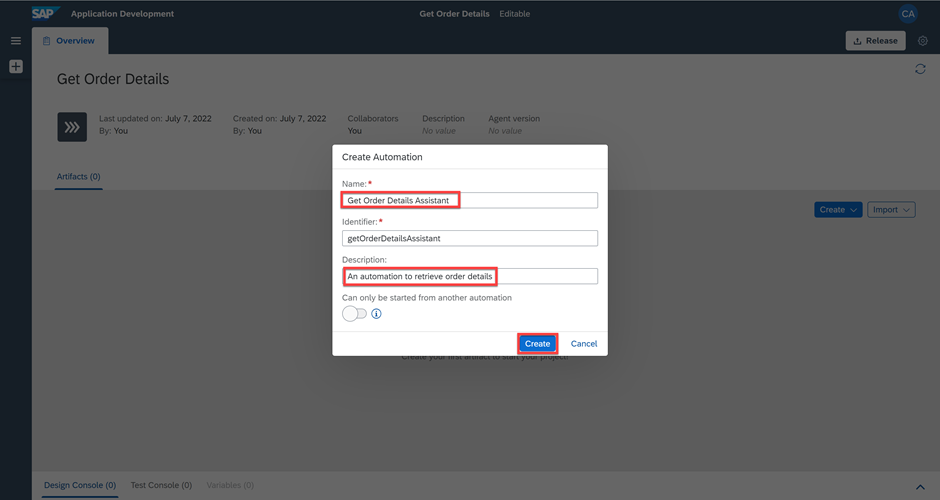 SAP Application Development Get Order Details Editable CA
Overview Release
Get Order Details
Last updated on: July 7, 2022 Created on: July 7, 2022 Collaborators Description Agent version
By: You By: You You No value No value
Artifacts (0)
Create Import
Create Automation
Name:*
Get Order Details Assistant
Identifier:*
getOrderDetailsAssistant
Description:
An automation to retrieve order details
Can only be started from another automation
Create Cancel
Create your first artifact to start your project!
Design Console (0) Test Console (0) Variables (0)